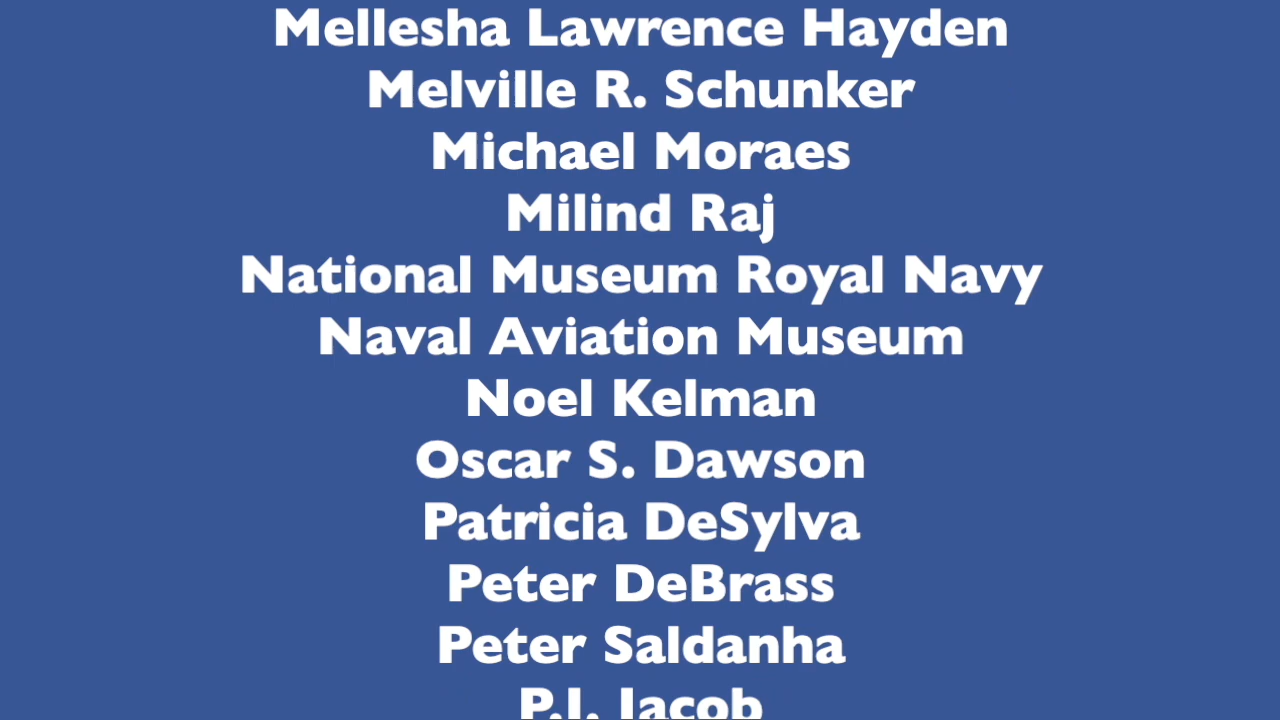 Mellesha Lawrence Hayden
Melville R. Schunker
Michael Moraes
Milind Raj
National Museum Royal Navy
Naval Aviation Museum
Noel Kelman
Oscar S. Dawson
Patricia DeSylva
Peter DeBrass
Peter Saldanha
Jacob